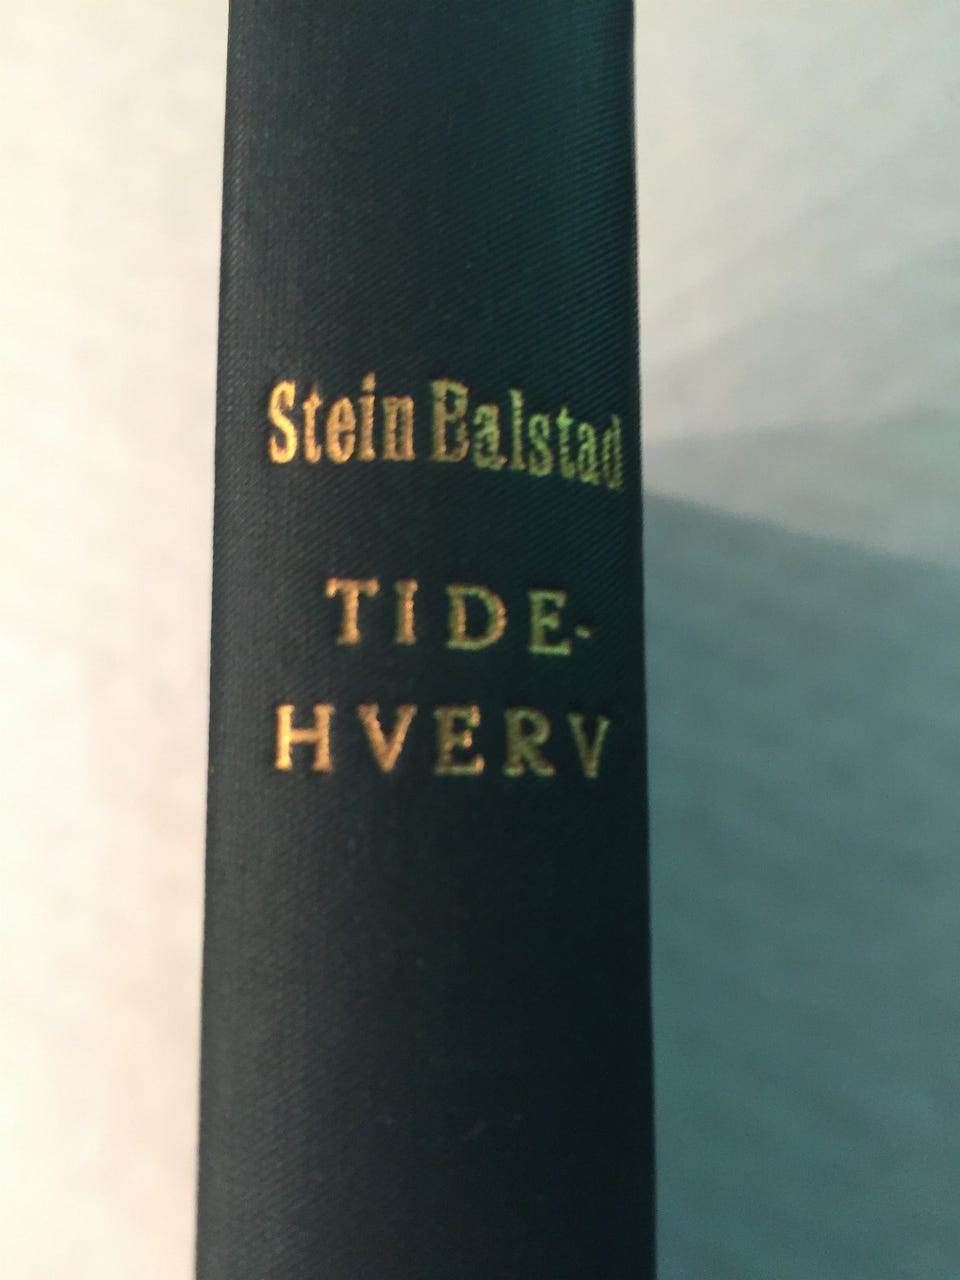 Stein Balstad
TIDE-
HVERV